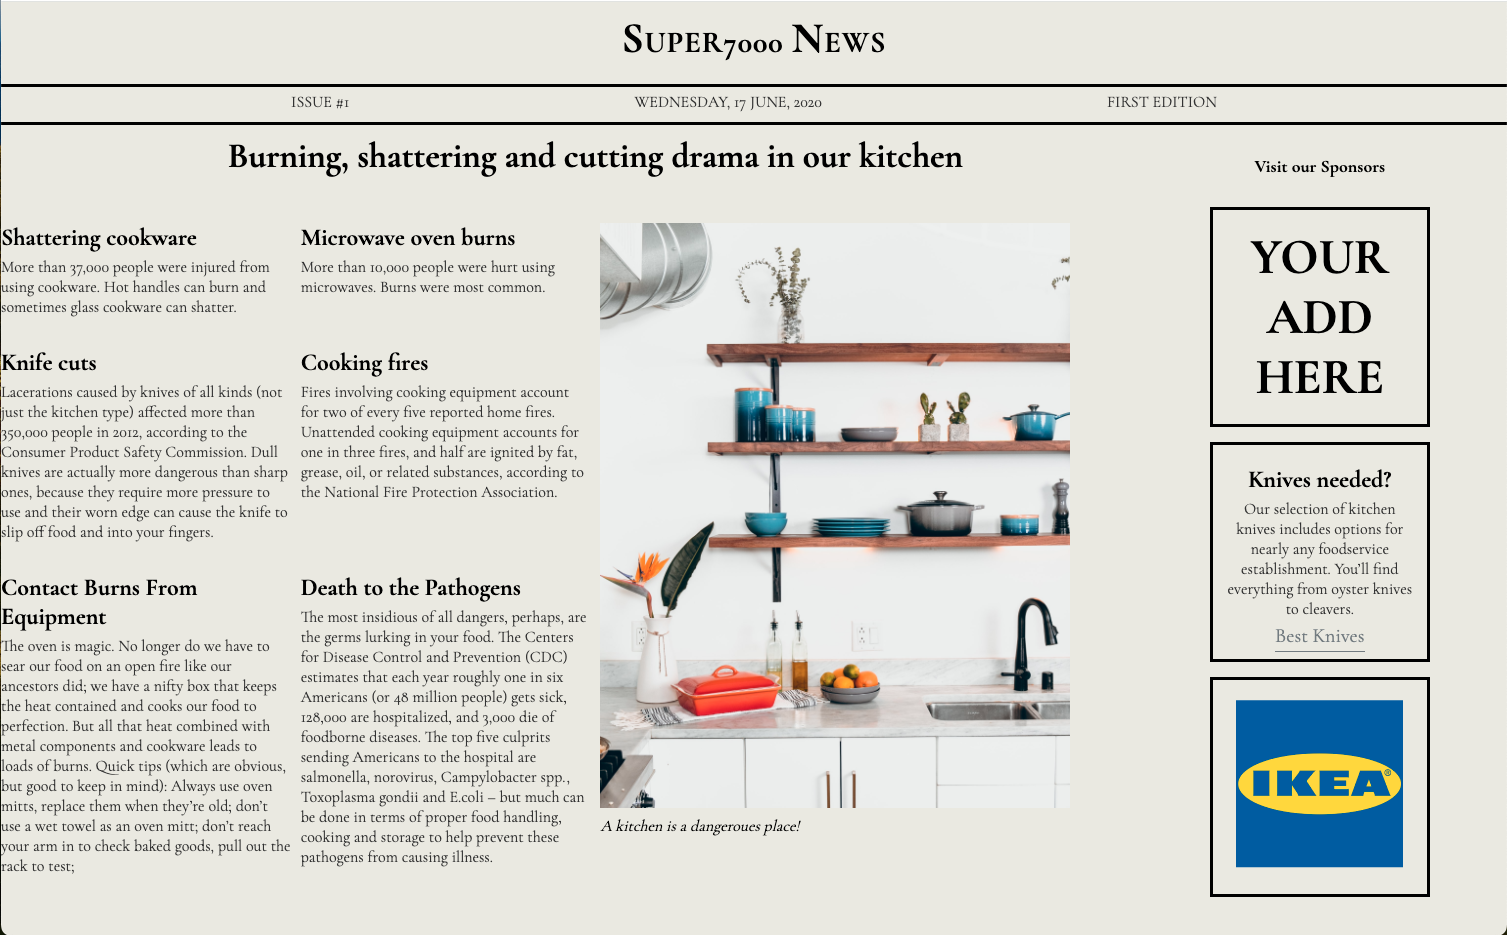 Super7000 News
ISSUE #1
WEDNESDAY, 17 JUNE, 2020
FIRST EDITION
Burning, shattering and cutting drama in our kitchen
Shattering cookware
More than 37,000 people were injured from
using cookware. Hot handles can burn and
sometimes glass cookware can shatter.
Microwave oven burns
More than 10,000 people were hurt using
microwaves. Burns were most common.
Knife cuts
Lacerations caused by knives of all kinds (not
just the kitchen type) affected more than
350,000 people in 2012, according to the
Consumer Product Safety Commission. Dull
knives are actually more dangerous than sharp
ones, because they require more pressure to
use and their worn edge can cause the knife to
slip off food and into your fingers.
Cooking fires
Fires involving cooking equipment account
for two of every five reported home fires.
Unattended cooking equipment accounts for
one in three fires, and half are ignited by fat,
grease, oil, or related substances, according to
the National Fire Protection Association.
Contact Burns From
Equipment
The oven is magic. No longer do we have to
sear our food on an open fire like our
ancestors did; we have a nifty box that keeps
the heat contained and cooks our food to
perfection. But all that heat combined with
metal components and cookware leads to
loads of burns. Quick tips (which are obvious,
but good to keep in mind): Always use oven
mitts, replace them when they're old; don't
use a wet towel as an oven mitt; don't reach
your arm in to check baked goods, pull out the
rack to test;
Death to the Pathogens
The most insidious of all dangers, perhaps, are
the germs lurking in your food. The Centers
for Disease Control and Prevention (CDC)
estimates that each year roughly one in six
Americans (or 48 million people) gets sick,
128,000 are hospitalized, and 3,000 die of
foodborne diseases. The top five culprits
sending Americans to the hospital are
salmonella, norovirus, Campylobacter spp.,
Toxoplasma gondii and E.coli – but much can
be done in terms of proper food handling,
cooking and storage to help prevent these
pathogens from causing illness.
A kitchen is a dangeroues place!
Visit our Sponsors
YOUR
ADD
HERE
Knives needed?
Our selection of kitchen
knives includes options for
nearly any foodservice
establishment. You'll find
everything from oyster knives
to cleavers.
Best Knives
IKEA®